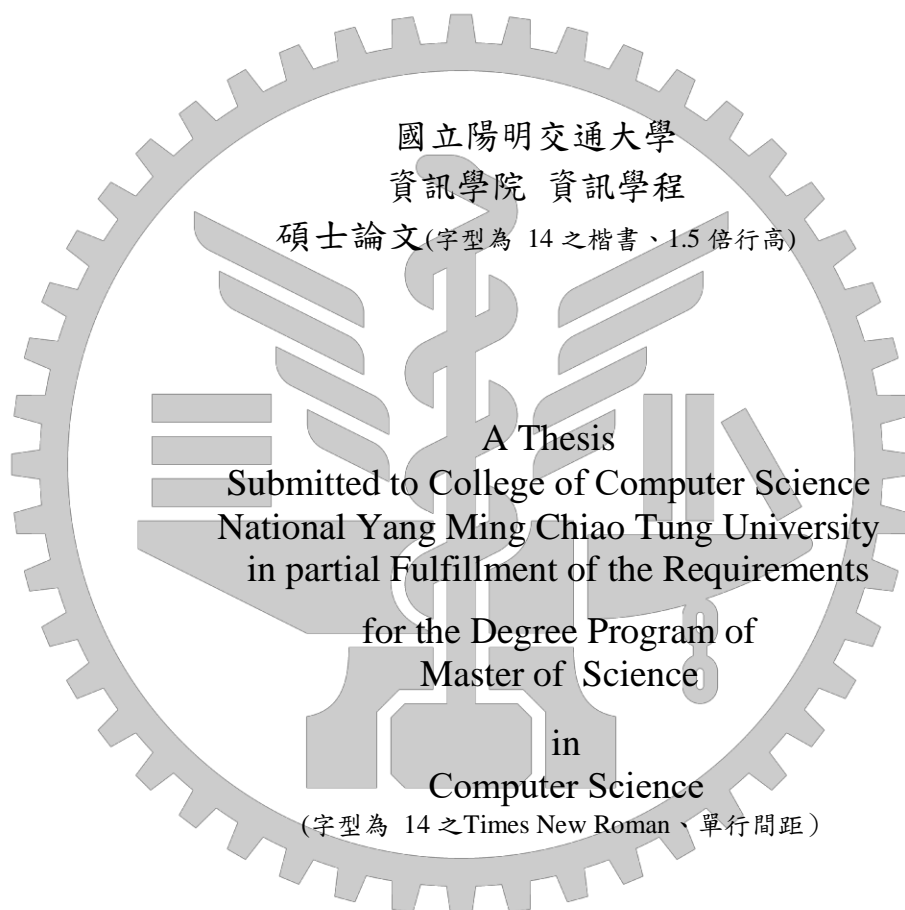 國立陽明交通大學
資訊學院 資訊學程
碩士論文(字型為 14 之楷書、1.5 倍行高)
A Thesis
Submitted to College of Computer Science
National Yang Ming Chiao Tung University
in partial Fulfillment of the Requirements
for the Degree Program of
Master of Science
in
Computer Science
(字型為 14 之Times New Roman、單行間距)